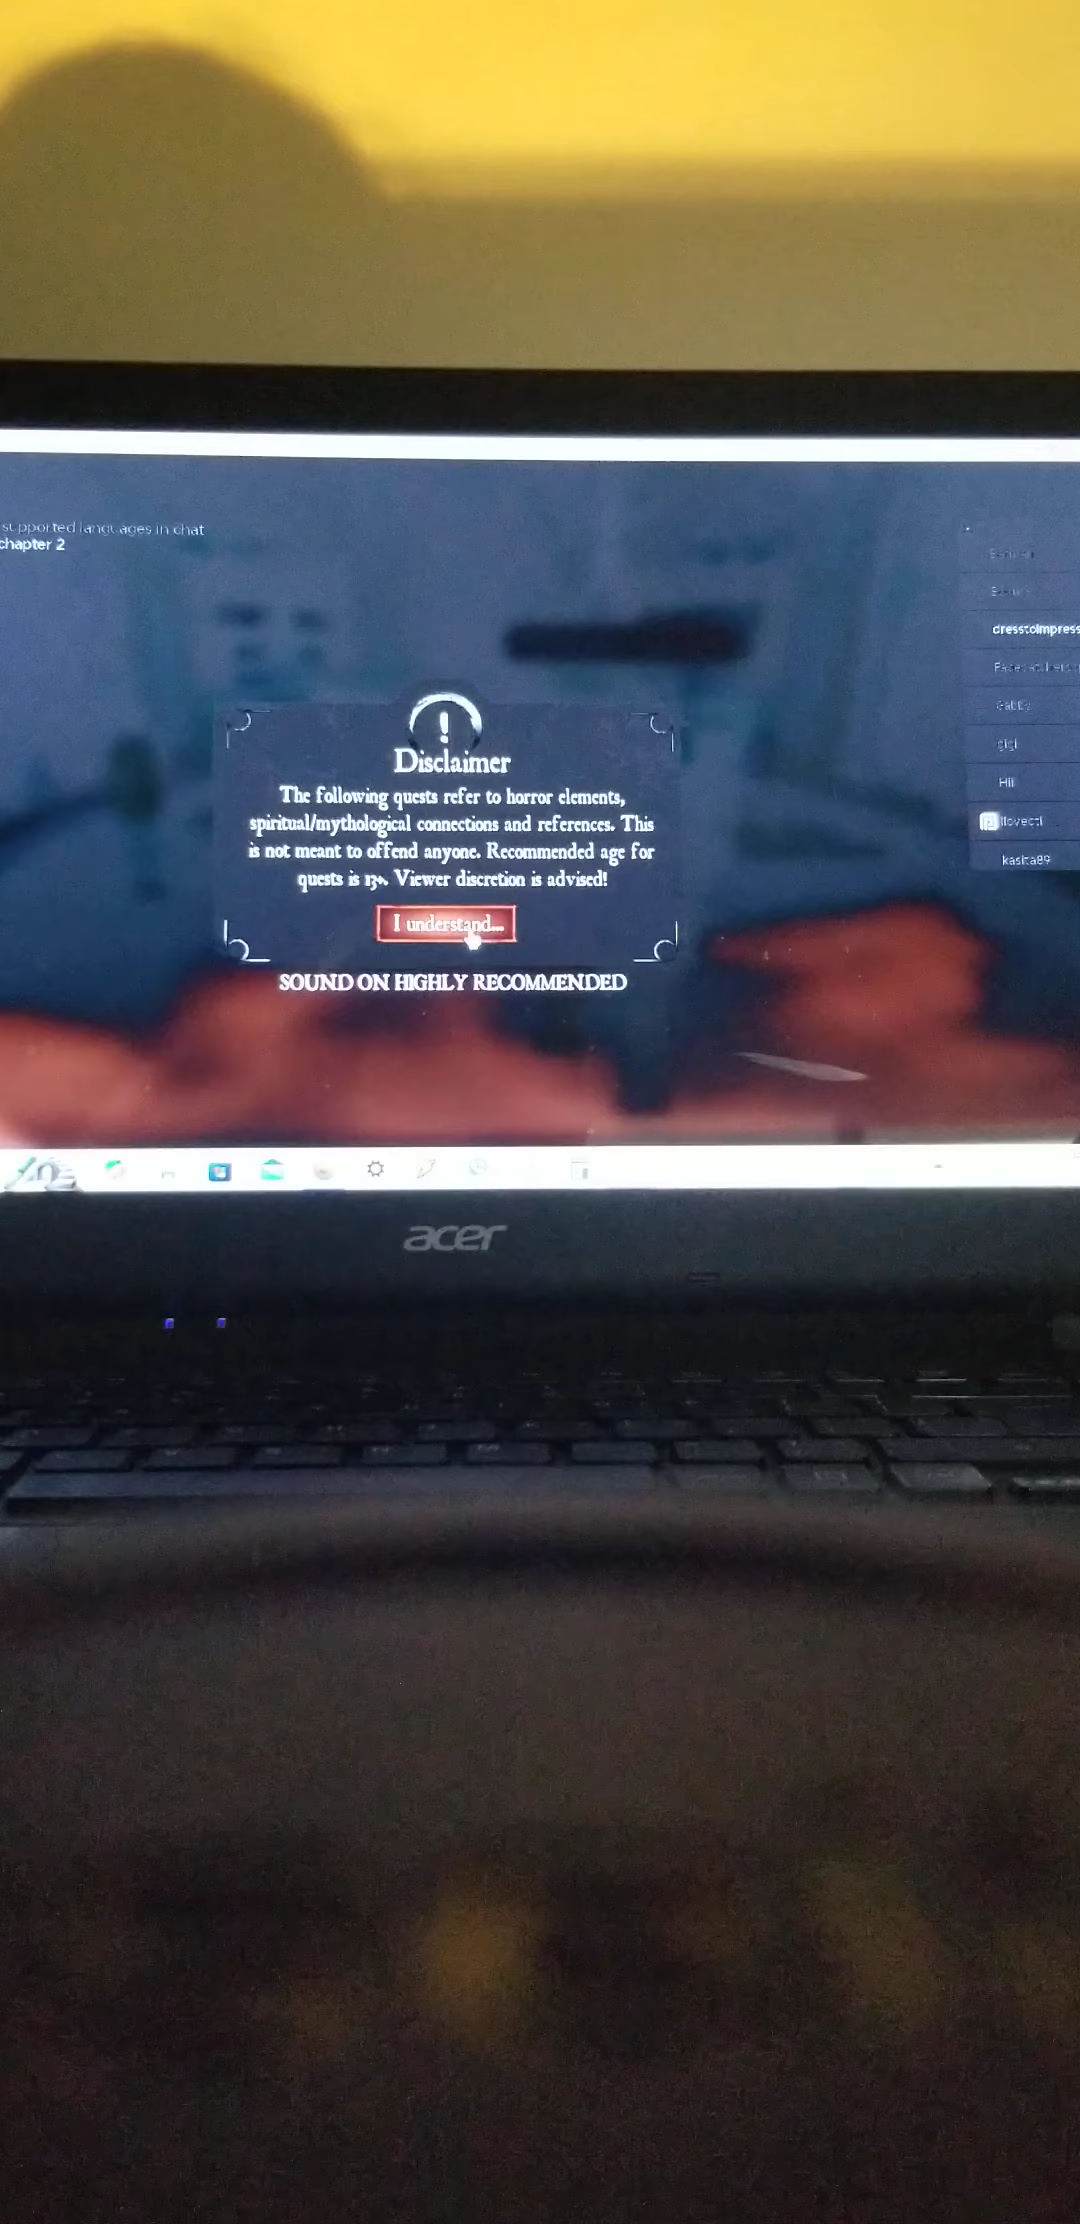 supported languages in chat
chapter 2
dresstoimpress
gigi
Hii
kasita89
!
Disclaimer
The following quests refer to horror elements,
spiritual/mythological connections and references. This
is not meant to offend anyone. Recommended age for
quests is 13+. Viewer discretion is advised!
I understand...
SOUND ON HIGHLY RECOMMENDED
acer